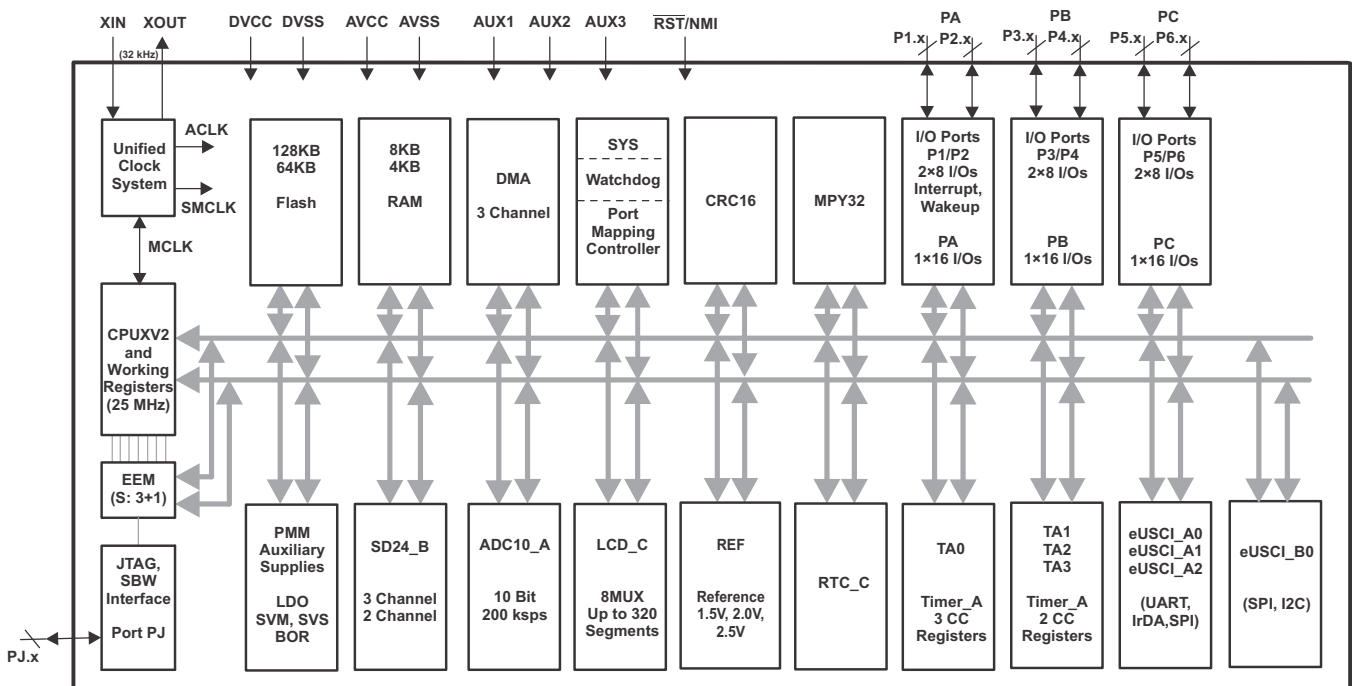 XIN
XOUT
(32 kHz)
DVCC
DVSS
AVCC
AVSS
AUX1
AUX2
AUX3
RST/NMI
PA
P1.x
P2.x
PB
P3.x
P4.x
PC
P5.x
P6.x
Unified
Clock
System
ACLK
SMCLK
MCLK
128KB
64KB
Flash
8KB
4KB
RAM
DMA
3 Channel
SYS
Watchdog
Port
Mapping
Controller
CRC16
MPY32
I/O Ports
P1/P2
2×8 I/Os
Interrupt,
Wakeup
PA
1×16 I/Os
I/O Ports
P3/P4
2×8 I/Os
PB
1×16 I/Os
I/O Ports
P5/P6
2×8 I/Os
PC
1×16 I/Os
CPUXV2
and
Working
Registers
(25 MHz)
EEM
(S: 3+1)
JTAG,
SBW
Interface
Port PJ
PJ.x
PMM
Auxiliary
Supplies
LDO
SVM, SVS
BOR
SD24_B
3 Channel
2 Channel
ADC10_A
10 Bit
200 ksps
LCD_C
8MUX
Up to 320
Segments
REF
Reference
1.5V, 2.0V,
2.5V
RTC_C
TA0
Timer_A
3 CC
Registers
TA1
TA2
TA3
Timer_A
2 CC
Registers
eUSCI_A0
eUSCI_A1
eUSCI_A2
(UART,
IrDA,SPI)
eUSCI_B0
(SPI, I2C)